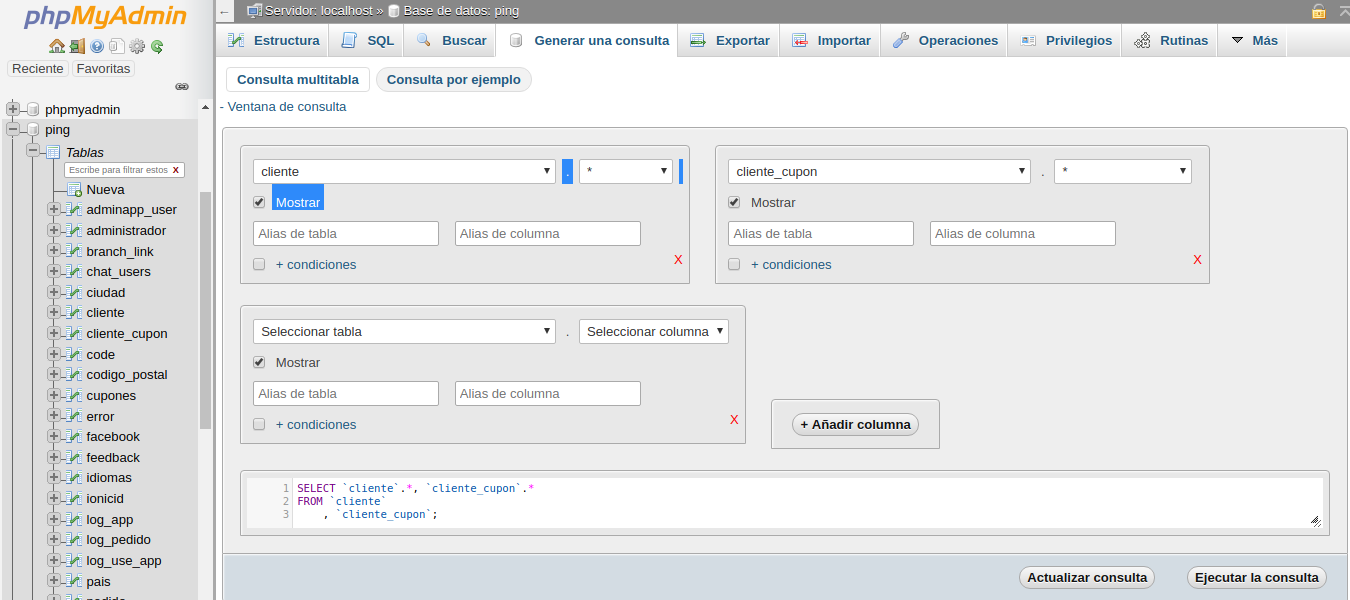 phpMyAdmin
Reciente Favoritas
phpmyadmin
ping
Tablas
Escribe para filtrar estos X
Nueva
adminapp_user
administrador
branch_link
chat_users
ciudad
cliente
cliente_cupon
code
codigo_postal
cupones
error
facebook
feedback
idiomas
ionicid
log_app
log_pedido
log_use_app
pais
pedido
← Servidor: localhost » Base de datos: ping
Estructura SQL Buscar Generar una consulta Exportar Importar Operaciones Privilegios Rutinas Más
Consulta multitabla Consulta por ejemplo
- Ventana de consulta
cliente . *
Mostrar
Alias de tabla Alias de columna
+ condiciones X
cliente_cupon . *
Mostrar
Alias de tabla Alias de columna
+ condiciones X
Seleccionar tabla . Seleccionar columna
Mostrar
Alias de tabla Alias de columna
+ condiciones X
+ Añadir columna
1 SELECT `cliente`.*, `cliente_cupon`.*
2 FROM `cliente`
3 , `cliente_cupon`;
Actualizar consulta Ejecutar la consulta